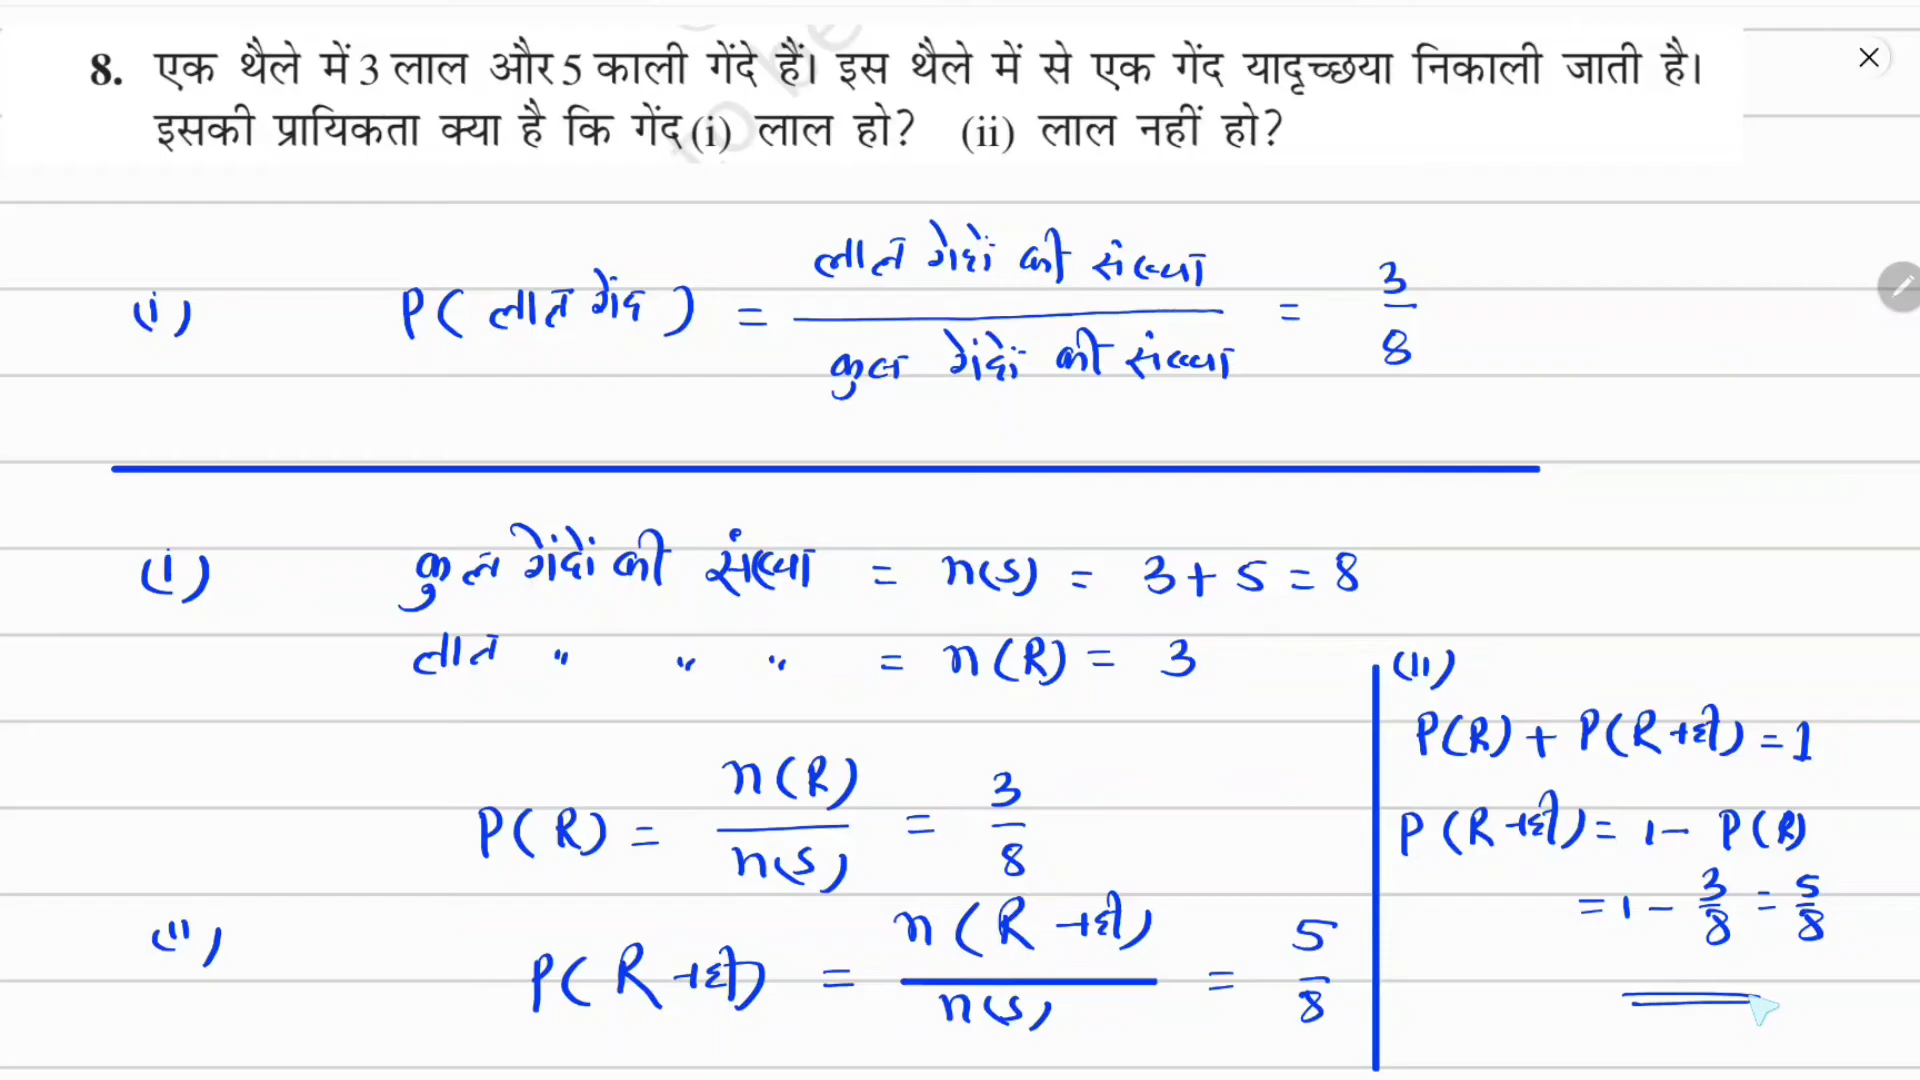 8. एक थैले में 3 लाल और 5 काली गेंदे हैं। इस थैले में से एक गेंद यादृच्छया निकाली जाती है।
इसकी प्रायिकता क्या है कि गेंद (i) लाल हो? (ii) लाल नहीं हो?
(i) P( लाल गेंद ) = लाल गेंदो की संख्या / कुल गेंदो की संख्या = 3/8
(i) कुल गेंदो की संख्या = n(s) = 3 + 5 = 8
लाल " " " = n(R) = 3
P(R) = n(R) / n(s) = 3/8
(ii) P( R नहीं ) = n( R नहीं ) / n(s) = 5/8
(ii)
P(R) + P( R नहीं ) = 1
P( R नहीं ) = 1 - P(R)
= 1 - 3/8 = 5/8